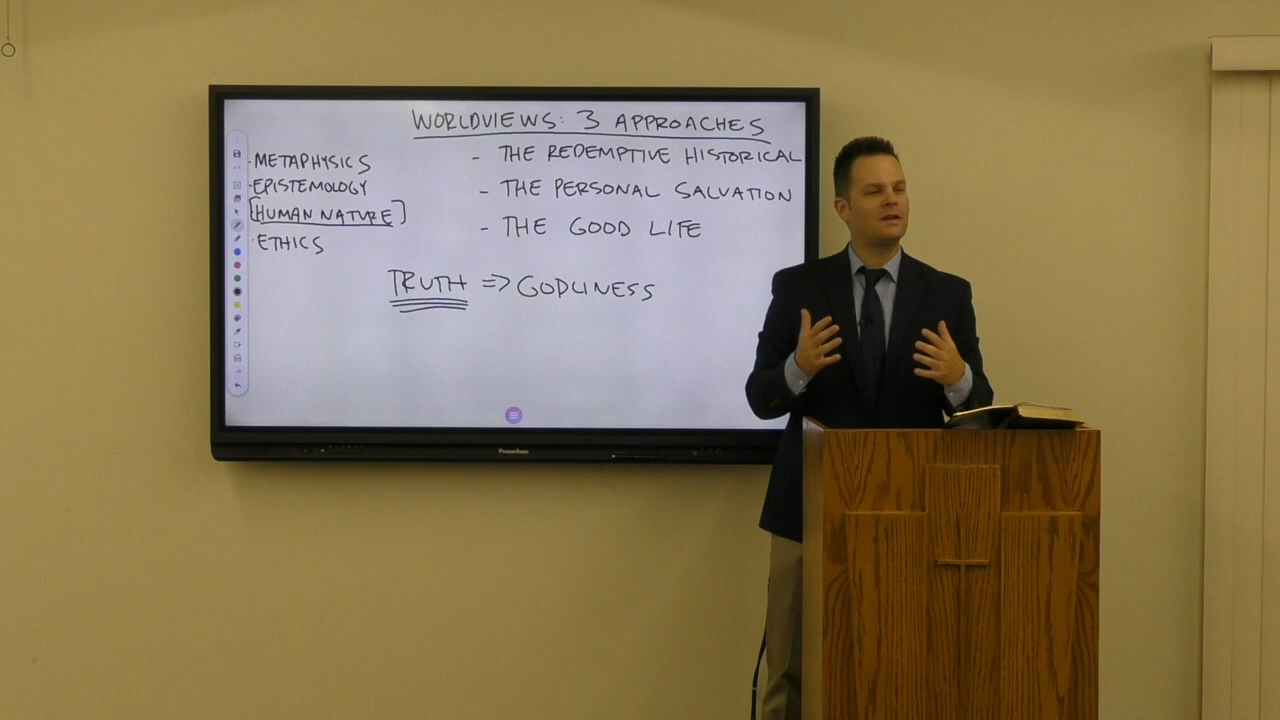 WORLDVIEWS: 3 APPROACHES
- THE REDEMPTIVE HISTORICAL
- THE PERSONAL SALVATION
- THE GOOD LIFE
·METAPHYSICS
·EPISTEMOLOGY
[HUMAN NATURE]
·ETHICS
TRUTH => GODLINESS
Promethean